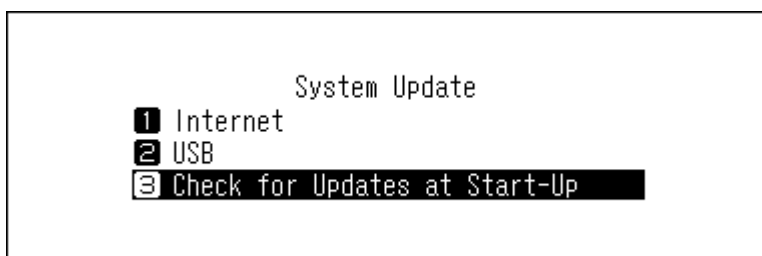 System Update
1 Internet
2 USB
3 Check for Updates at Start-Up